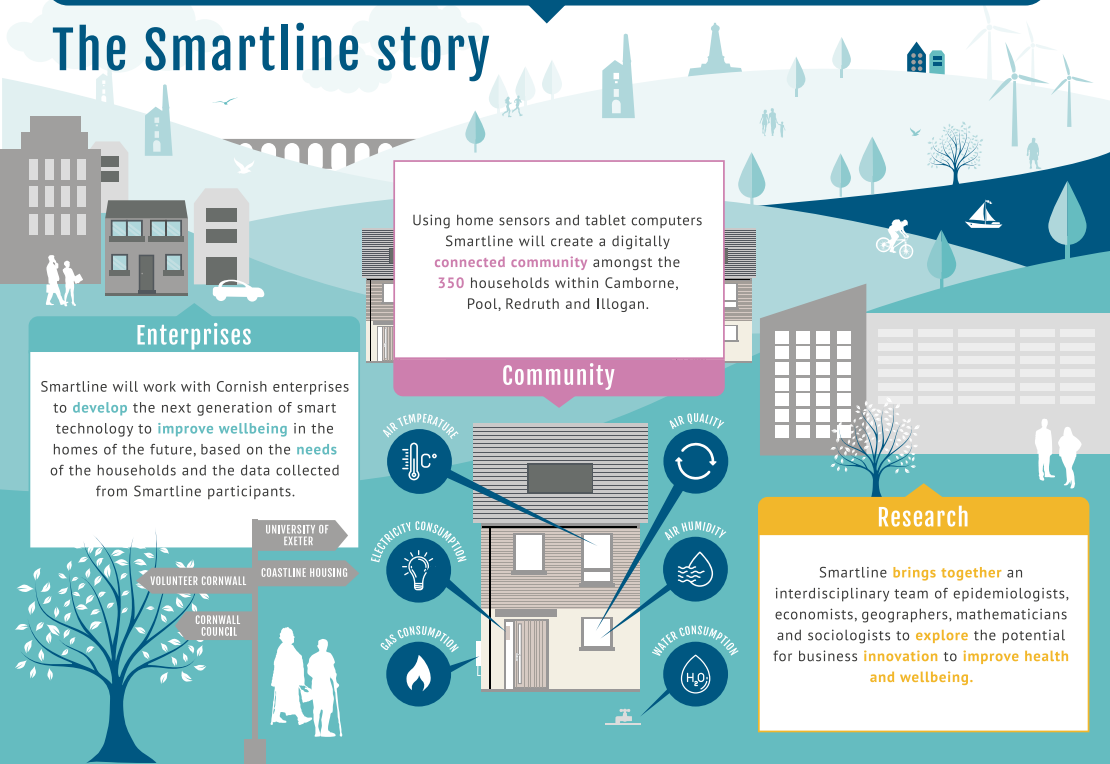 The Smartline story
Using home sensors and tablet computers
Smartline will create a digitally
connected community amongst the
350 households within Camborne,
Pool, Redruth and Illogan.
Community
Enterprises
Smartline will work with Cornish enterprises
to develop the next generation of smart
technology to improve wellbeing in the
homes of the future, based on the needs
of the households and the data collected
from Smartline participants.
UNIVERSITY OF
EXETER
COASTLINE HOUSING
VOLUNTEER CORNWALL
CORNWALL
COUNCIL
AIR TEMPERATURE
C°
ELECTRICITY CONSUMPTION
GAS CONSUMPTION
AIR QUALITY
AIR HUMIDITY
WATER CONSUMPTION
H₂O
Research
Smartline brings together an
interdisciplinary team of epidemiologists,
economists, geographers, mathematicians
and sociologists to explore the potential
for business innovation to improve health
and wellbeing.